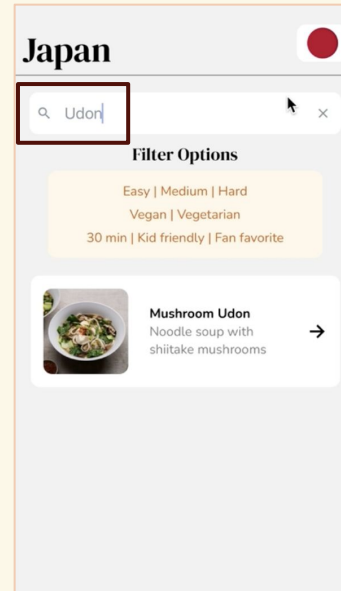 Japan
Udon
Filter Options
Easy | Medium | Hard
Vegan | Vegetarian
30 min | Kid friendly | Fan favorite
Mushroom Udon
Noodle soup with
shiitake mushrooms